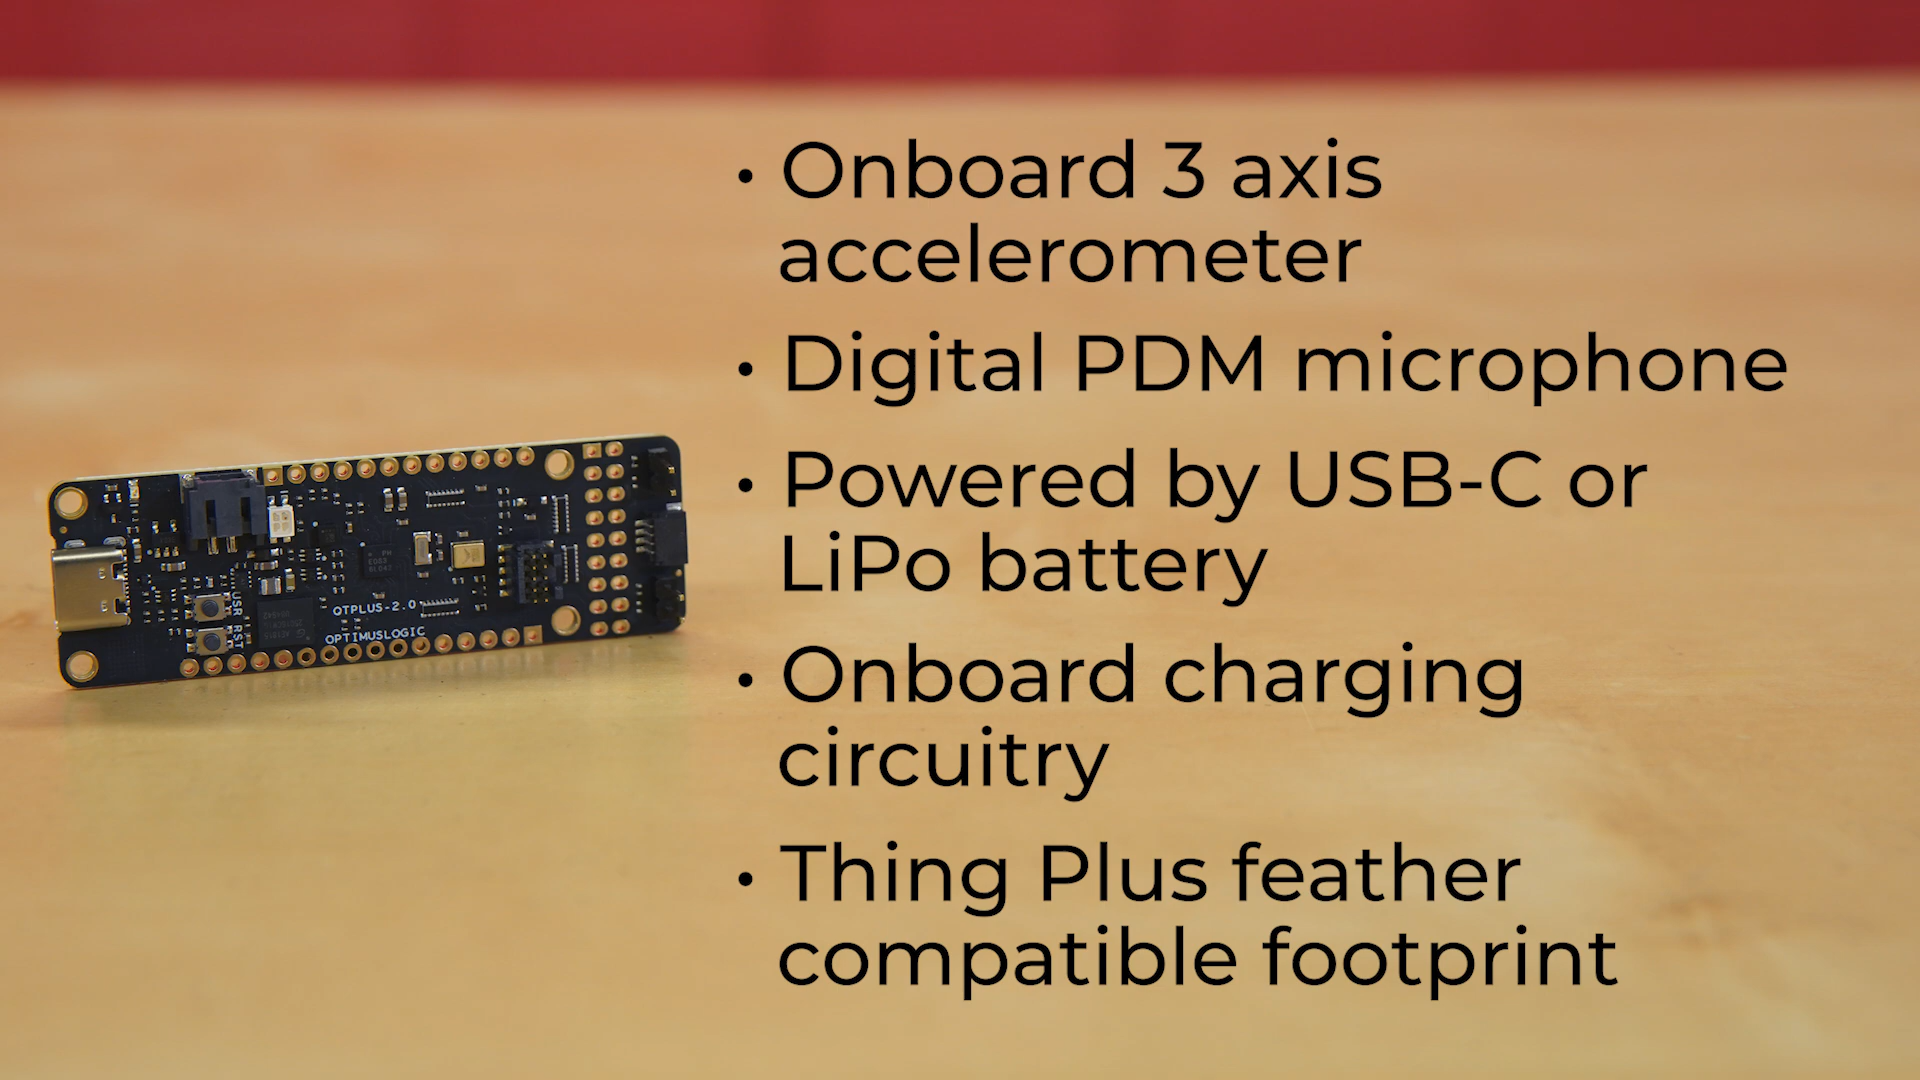 • Onboard 3 axis
accelerometer
• Digital PDM microphone
• Powered by USB-C or
LiPo battery
• Onboard charging
circuitry
• Thing Plus feather
compatible footprint
USR RST
QTPLUS-2.0
OPTIMUSLOGIC